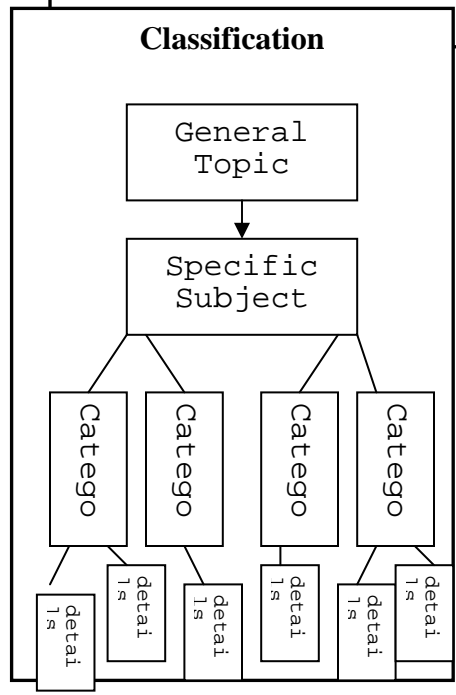 Classification
General
Topic
Specific
Subject
Catego
Catego
Catego
Catego
detai
ls
detai
ls
detai
ls
detai
ls
detai
ls
detai
ls